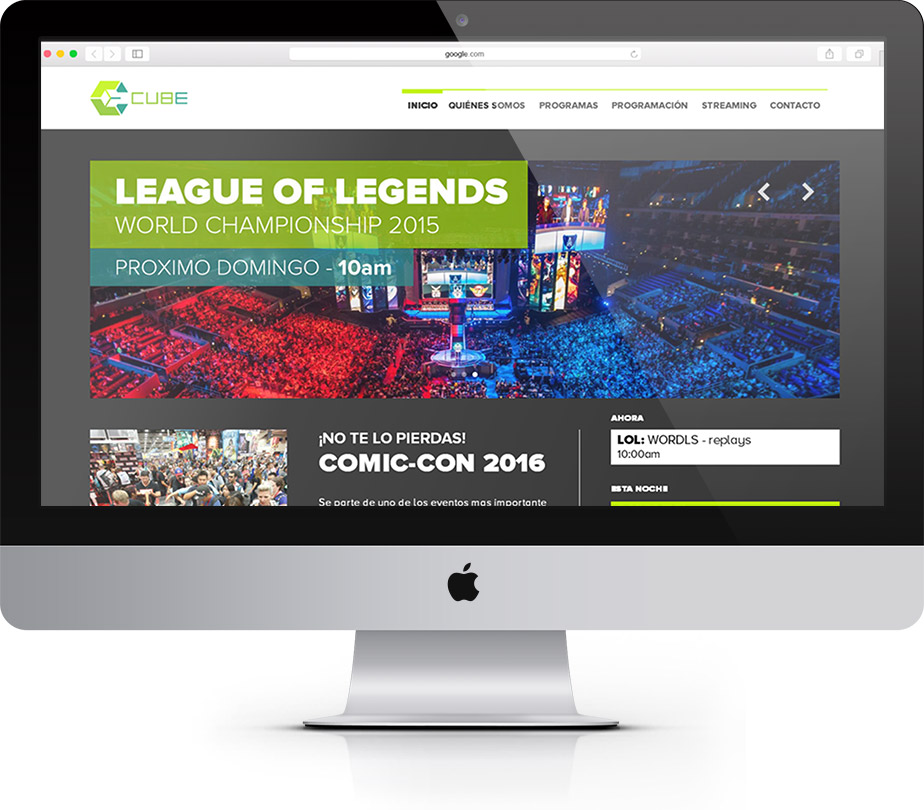 google.com
CUBE
INICIO QUIÉNES SOMOS PROGRAMAS PROGRAMACIÓN STREAMING CONTACTO
LEAGUE OF LEGENDS
WORLD CHAMPIONSHIP 2015
PROXIMO DOMINGO - 10am
¡NO TE LO PIERDAS!
COMIC-CON 2016
Se parte de uno de los eventos mas importante
AHORA
LOL: WORDLS - replays
10:00am
ESTA NOCHE